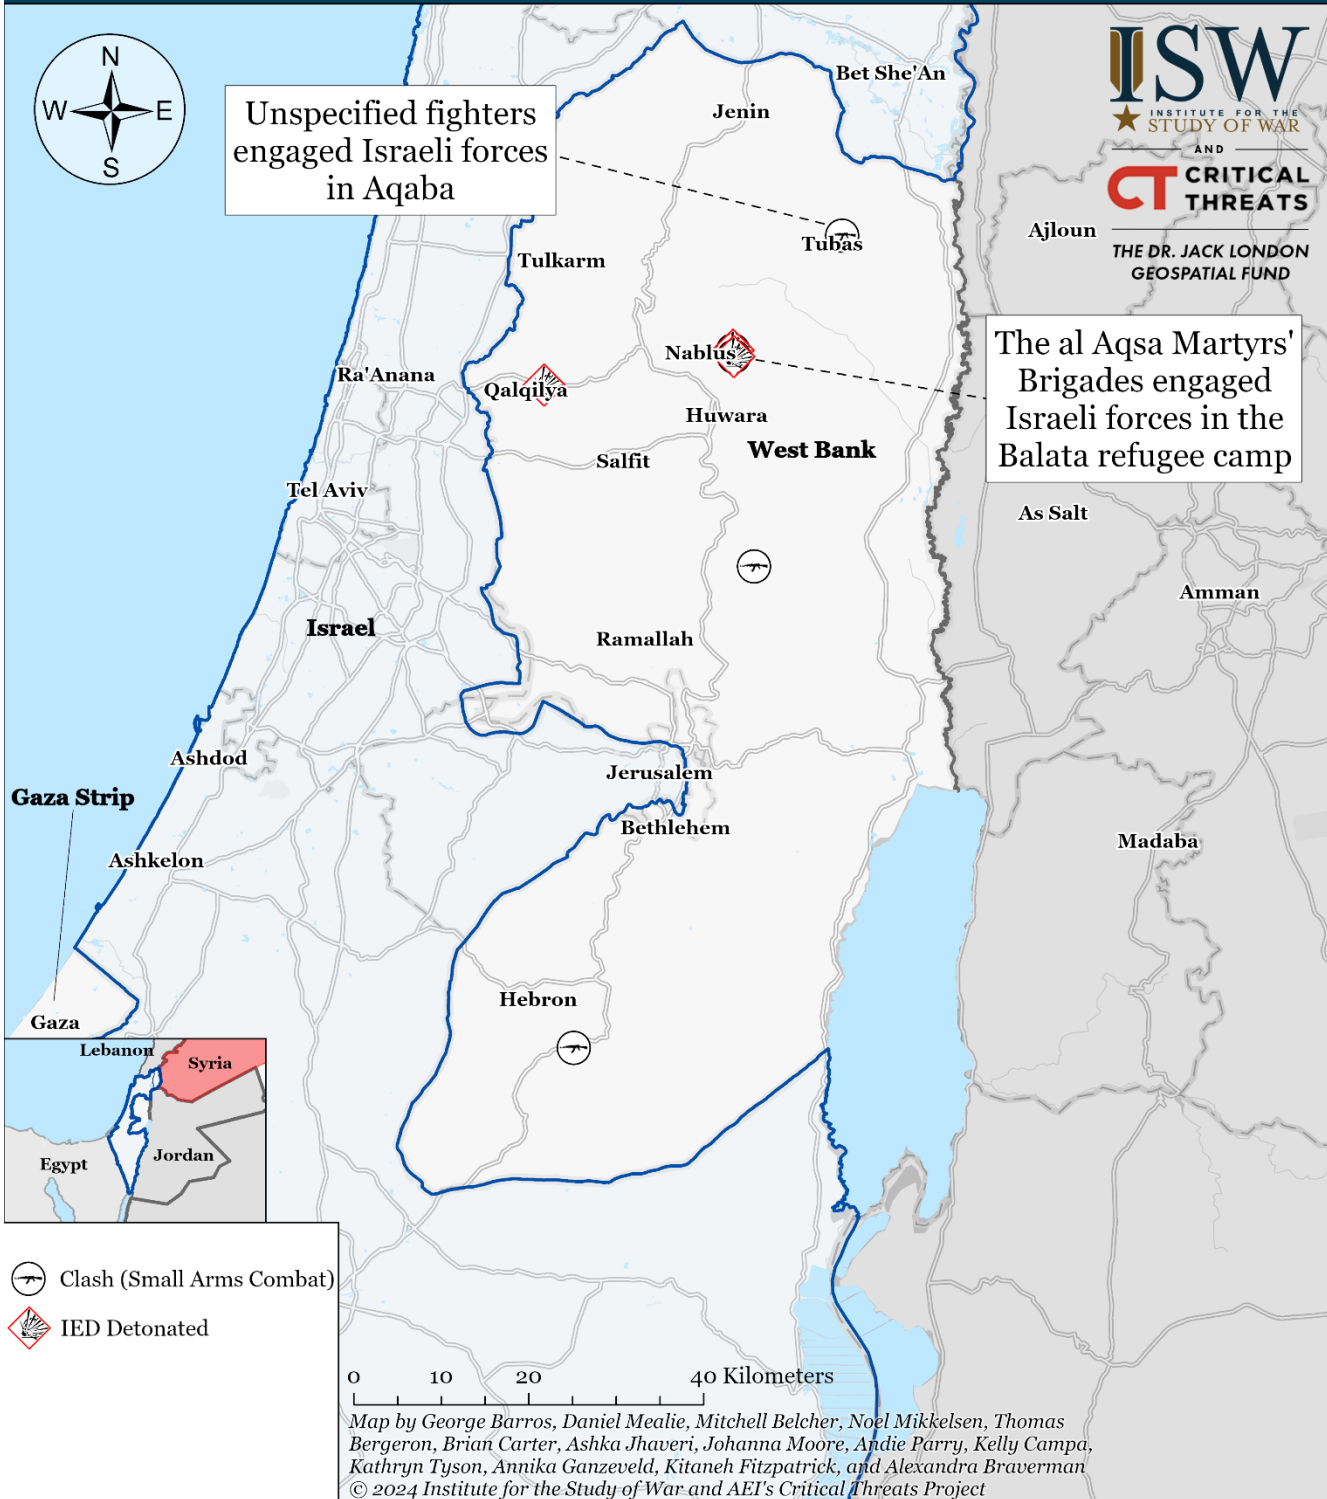 N
W
E
S
Unspecified fighters
engaged Israeli forces
in Aqaba
Bet She'An
Jenin
ISW
INSTITUTE FOR THE
STUDY OF WAR
AND
CT CRITICAL
THREATS
THE DR. JACK LONDON
GEOSPATIAL FUND
Ajloun
Tubas
Tulkarm
The al Aqsa Martyrs'
Brigades engaged
Israeli forces in the
Balata refugee camp
Nablus
Ra'Anana
Qalqilya
Huwara
West Bank
Salfit
Tel Aviv
As Salt
Amman
Israel
Ramallah
Ashdod
Jerusalem
Gaza Strip
Bethlehem
Madaba
Ashkelon
Hebron
Gaza
Lebanon
Syria
Egypt
Jordan
Clash (Small Arms Combat)
IED Detonated
0 10 20 40 Kilometers
Map by George Barros, Daniel Mealie, Mitchell Belcher, Noel Mikkelsen, Thomas
Bergeron, Brian Carter, Ashka Jhaveri, Johanna Moore, Andie Parry, Kelly Campa,
Kathryn Tyson, Annika Ganzeveld, Kitaneh Fitzpatrick, and Alexandra Braverman
© 2024 Institute for the Study of War and AEI's Critical Threats Project